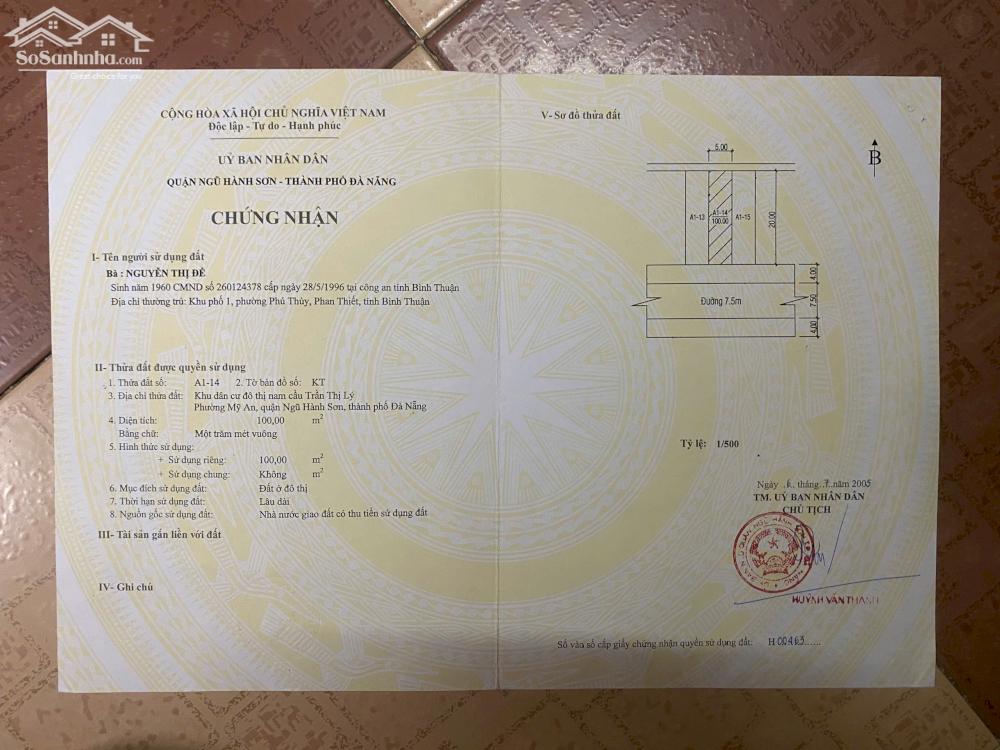 SoSanhnha.com
Great choice for you
CỘNG HÒA XÃ HỘI CHỦ NGHĨA VIỆT NAM
Độc lập - Tự do - Hạnh phúc
UỶ BAN NHÂN DÂN
QUẬN NGŨ HÀNH SƠN - THÀNH PHỐ ĐÀ NẴNG
CHỨNG NHẬN
I- Tên người sử dụng đất
Bà : NGUYỄN THỊ ĐÊ
Sinh năm 1960 CMND số 260124378 cấp ngày 28/5/1996 tại công an tỉnh Bình Thuận
Địa chỉ thường trú: Khu phố 1, phường Phú Thủy, Phan Thiết, tỉnh Bình Thuận
II- Thửa đất được quyền sử dụng
1. Thửa đất số: A1-14 2. Tờ bản đồ số: KT
3. Địa chỉ thửa đất: Khu dân cư đô thị nam cầu Trần Thị Lý
Phường Mỹ An, quận Ngũ Hành Sơn, thành phố Đà Nẵng
4. Diện tích: 100,00 m²
Bằng chữ: Một trăm mét vuông
5. Hình thức sử dụng:
+ Sử dụng riêng: 100,00 m²
+ Sử dụng chung: Không m²
6. Mục đích sử dụng đất: Đất ở đô thị
7. Thời hạn sử dụng đất: Lâu dài
8. Nguồn gốc sử dụng đất: Nhà nước giao đất có thu tiền sử dụng đất
III- Tài sản gắn liền với đất
IV- Ghi chú
V- Sơ đồ thửa đất
B
5.00
A1-13
A1-14
100.00
A1-15
20.00
4.00
Đường 7.5m
7.50
4.00
Tỷ lệ: 1/500
Ngày tháng năm 2005
TM. UỶ BAN NHÂN DÂN
CHỦ TỊCH
HUỲNH VĂN THANH
Số vào sổ cấp giấy chứng nhận quyền sử dụng đất: H